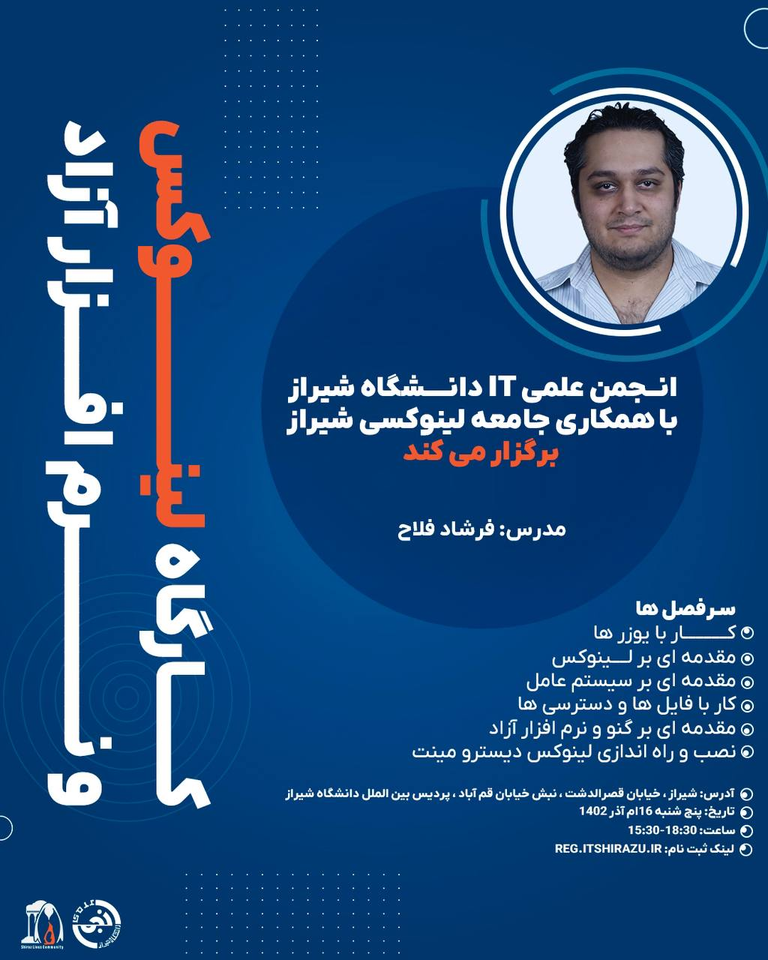 کارگاه لینوکس
و نرم افزار آزاد
انجمن علمی IT دانشگاه شیراز
با همکاری جامعه لینوکسی شیراز
برگزار می کند
مدرس: فرشاد فلاح
سرفصل ها
کار با یوزر ها
مقدمه ای بر لینوکس
مقدمه ای بر سیستم عامل
کار با فایل ها و دسترسی ها
مقدمه ای بر گنو و نرم افزار آزاد
نصب و راه اندازی لینوکس دیسترو مینت
آدرس: شیراز ، خیابان قصرالدشت ، نبش خیابان قم آباد ، پردیس بین الملل دانشگاه شیراز
تاریخ: پنج شنبه 16ام آذر 1402
ساعت: 18:30-15:30
لینک ثبت نام: REG.ITSHIRAZU.IR
Shiraz Linux Community